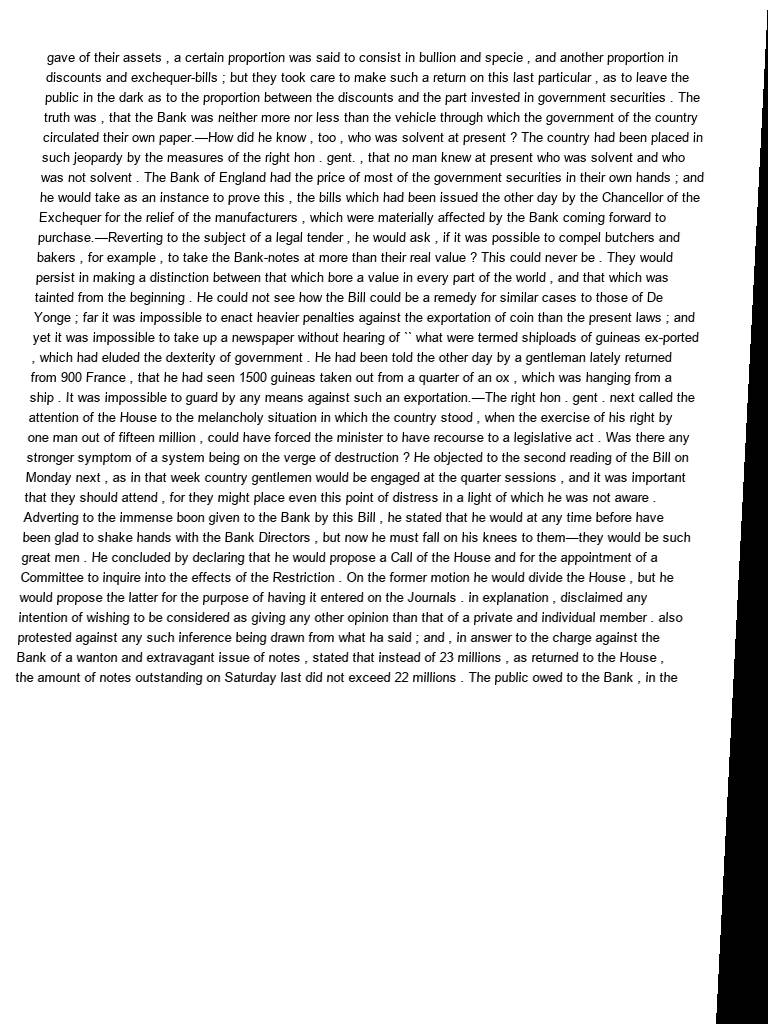 gave of their assets , a certain proportion was said to consist in bullion and specie , and another proportion in
discounts and exchequer-bills ; but they took care to make such a return on this last particular , as to leave the
public in the dark as to the proportion between the discounts and the part invested in government securities . The
truth was , that the Bank was neither more nor less than the vehicle through which the government of the country
circulated their own paper.—How did he know , too , who was solvent at present ? The country had been placed in
such jeopardy by the measures of the right hon . gent. , that no man knew at present who was solvent and who
was not solvent . The Bank of England had the price of most of the government securities in their own hands ; and
he would take as an instance to prove this , the bills which had been issued the other day by the Chancellor of the
Exchequer for the relief of the manufacturers , which were materially affected by the Bank coming forward to
purchase.—Reverting to the subject of a legal tender , he would ask , if it was possible to compel butchers and
bakers , for example , to take the Bank-notes at more than their real value ? This could never be . They would
persist in making a distinction between that which bore a value in every part of the world , and that which was
tainted from the beginning . He could not see how the Bill could be a remedy for similar cases to those of De
Yonge ; far it was impossible to enact heavier penalties against the exportation of coin than the present laws ; and
yet it was impossible to take up a newspaper without hearing of `` what were termed shiploads of guineas ex-ported
, which had eluded the dexterity of government . He had been told the other day by a gentleman lately returned
from 900 France , that he had seen 1500 guineas taken out from a quarter of an ox , which was hanging from a
ship . It was impossible to guard by any means against such an exportation.—The right hon . gent . next called the
attention of the House to the melancholy situation in which the country stood , when the exercise of his right by
one man out of fifteen million , could have forced the minister to have recourse to a legislative act . Was there any
stronger symptom of a system being on the verge of destruction ? He objected to the second reading of the Bill on
Monday next , as in that week country gentlemen would be engaged at the quarter sessions , and it was important
that they should attend , for they might place even this point of distress in a light of which he was not aware .
Adverting to the immense boon given to the Bank by this Bill , he stated that he would at any time before have
been glad to shake hands with the Bank Directors , but now he must fall on his knees to them—they would be such
great men . He concluded by declaring that he would propose a Call of the House and for the appointment of a
Committee to inquire into the effects of the Restriction . On the former motion he would divide the House , but he
would propose the latter for the purpose of having it entered on the Journals . in explanation , disclaimed any
intention of wishing to be considered as giving any other opinion than that of a private and individual member . also
protested against any such inference being drawn from what ha said ; and , in answer to the charge against the
Bank of a wanton and extravagant issue of notes , stated that instead of 23 millions , as returned to the House ,
the amount of notes outstanding on Saturday last did not exceed 22 millions . The public owed to the Bank , in the